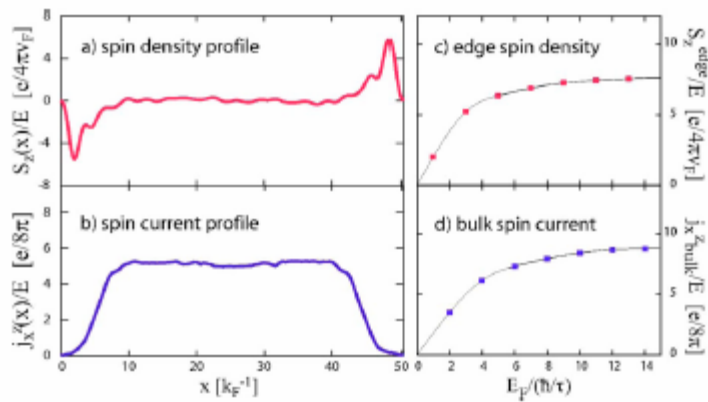 8
4
0
-4
-8
S_z(x)/E [e/4πv_F]
a) spin density profile
8
6
4
2
0
j_x^z(x)/E [e/8π]
b) spin current profile
0 10 20 30 40 50
x [k_F^-1]
c) edge spin density
10
5
0
S_z^edge/E [e/4πv_F]
d) bulk spin current
10
5
0
j_x^z bulk/E [e/8π]
0 2 4 6 8 10 12 14
E_F/(ħ/τ)